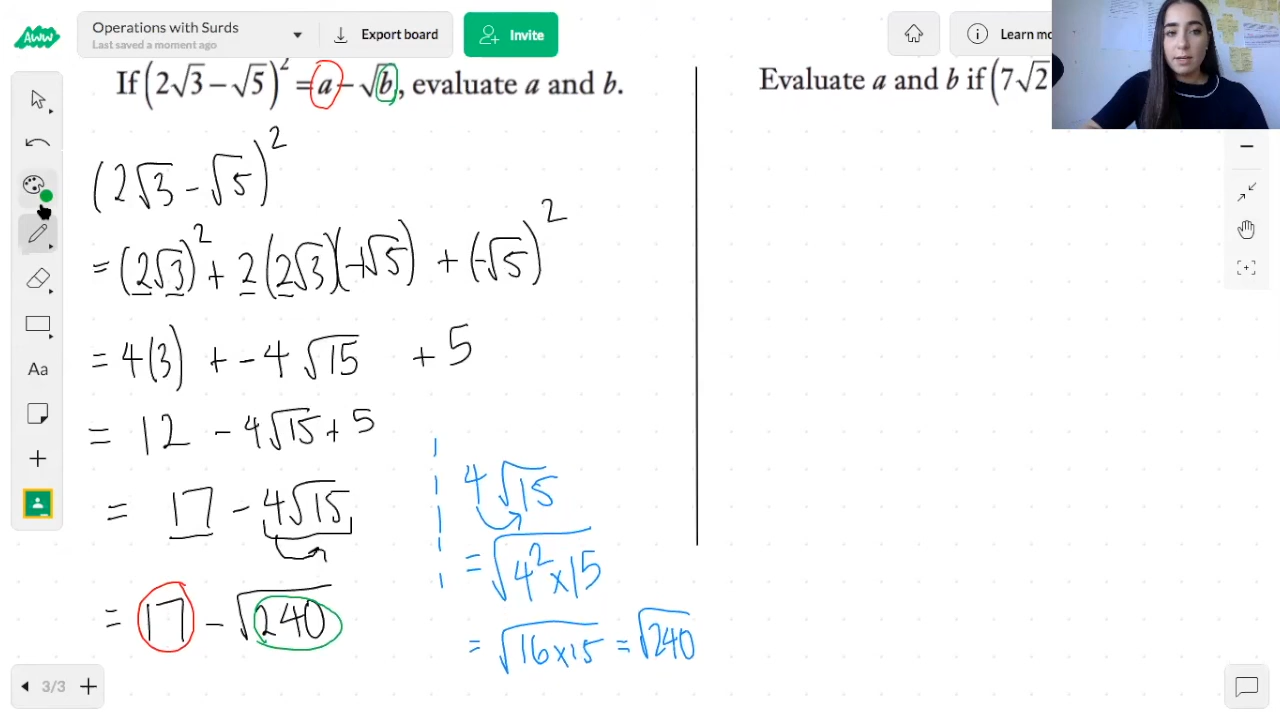 AWW
Operations with Surds
Last saved a moment ago
Export board
Invite
Learn mo
If (2√3 − √5)² = a − √b, evaluate a and b.
(2√3 − √5)²
= (2√3)² + 2(2√3)(−1√5) + (−√5)²
= 4(3) + −4√15 + 5
= 12 − 4√15 + 5
= 17 − 4√15
= 17 − √240
4√15
= √4² × 15
= √16 × 15 = √240
Evaluate a and b if (7√2
Aa
3/3